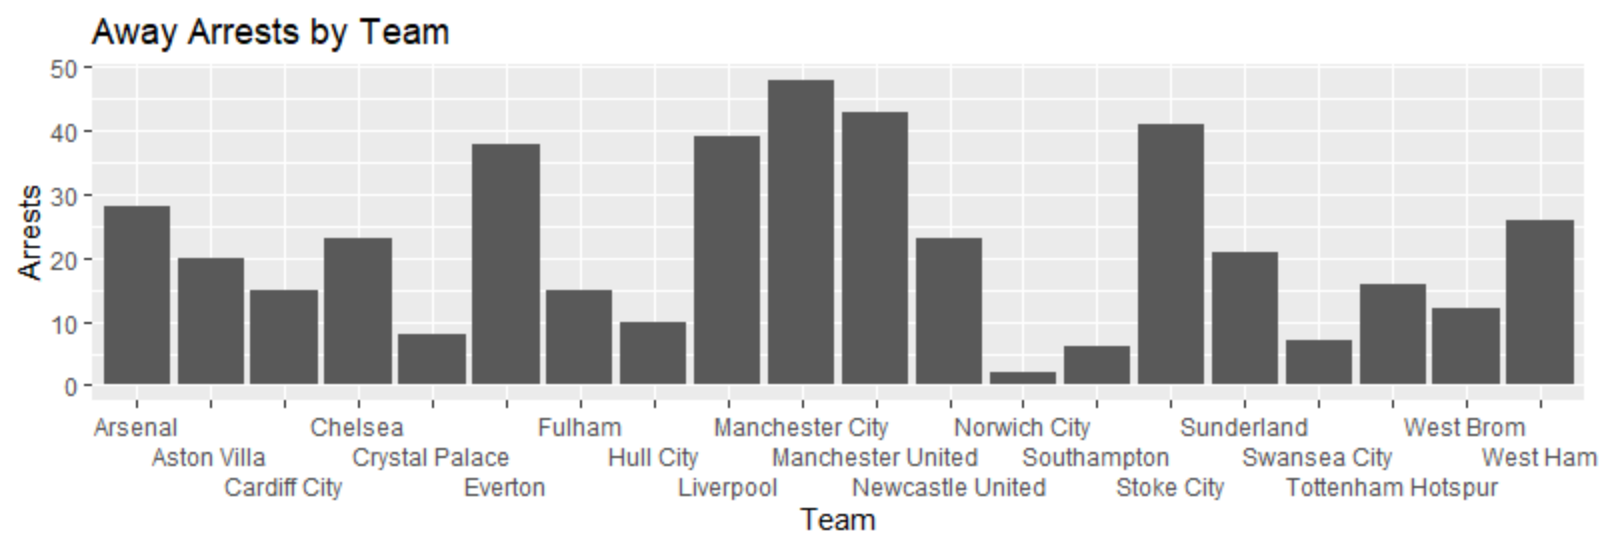 Away Arrests by Team
50
40
30
20
10
0
Arrests
Arsenal Chelsea Fulham Manchester City Norwich City Sunderland West Brom
Aston Villa Crystal Palace Hull City Manchester United Southampton Swansea City West Ham
Cardiff City Everton Liverpool Newcastle United Stoke City Tottenham Hotspur
Team